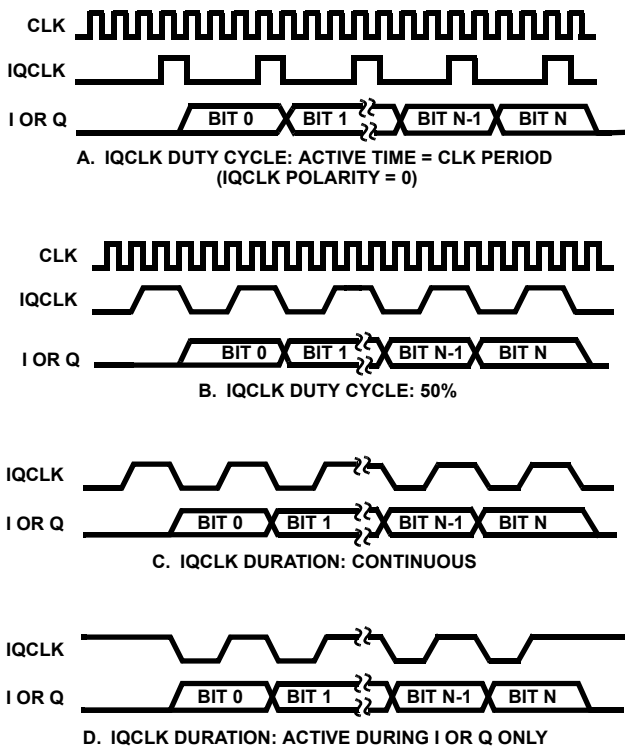 CLK
IQCLK
I OR Q BIT 0 BIT 1 BIT N-1 BIT N
A. IQCLK DUTY CYCLE: ACTIVE TIME = CLK PERIOD
(IQCLK POLARITY = 0)
CLK
IQCLK
I OR Q BIT 0 BIT 1 BIT N-1 BIT N
B. IQCLK DUTY CYCLE: 50%
IQCLK
I OR Q BIT 0 BIT 1 BIT N-1 BIT N
C. IQCLK DURATION: CONTINUOUS
IQCLK
I OR Q BIT 0 BIT 1 BIT N-1 BIT N
D. IQCLK DURATION: ACTIVE DURING I OR Q ONLY